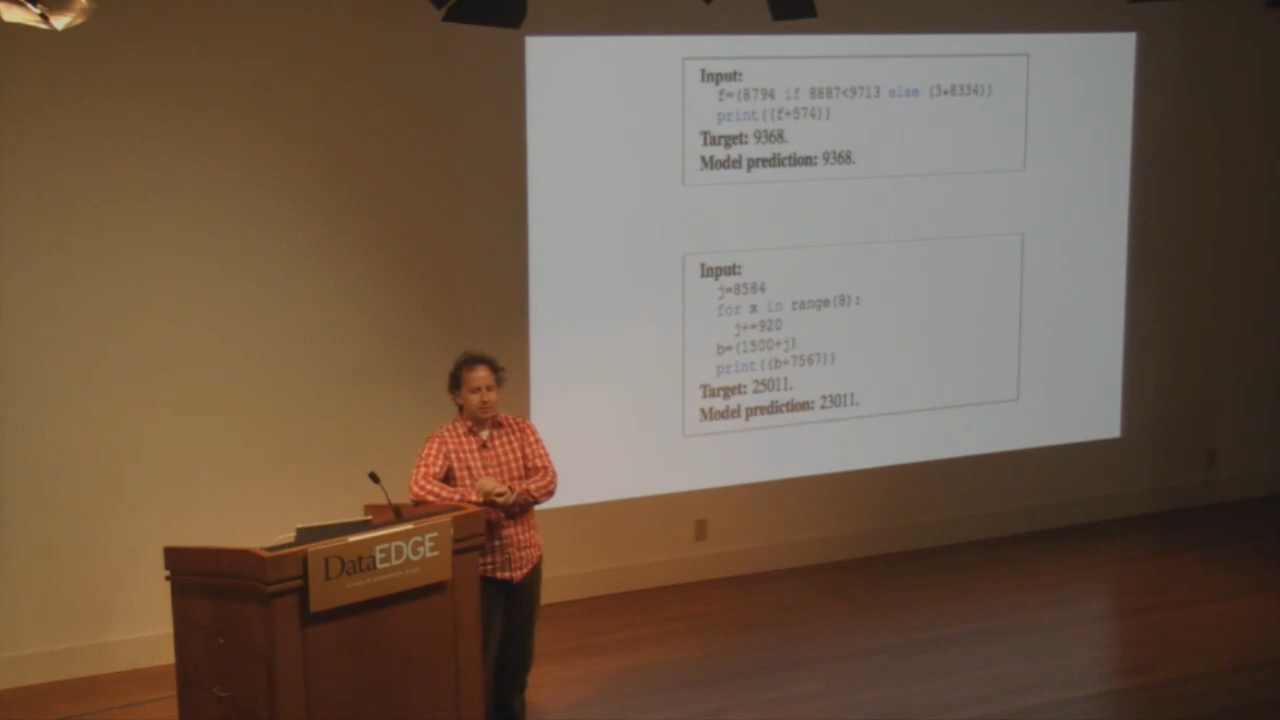 Input:
f=(8794 if 8887<9713 else (3*8334))
print((f+574))
Target: 9368.
Model prediction: 9368.
Input:
j=8584
for x in range(8):
j+=920
b=(1500+j)
print((b+7567))
Target: 25011.
Model prediction: 23011.
DataEDGE